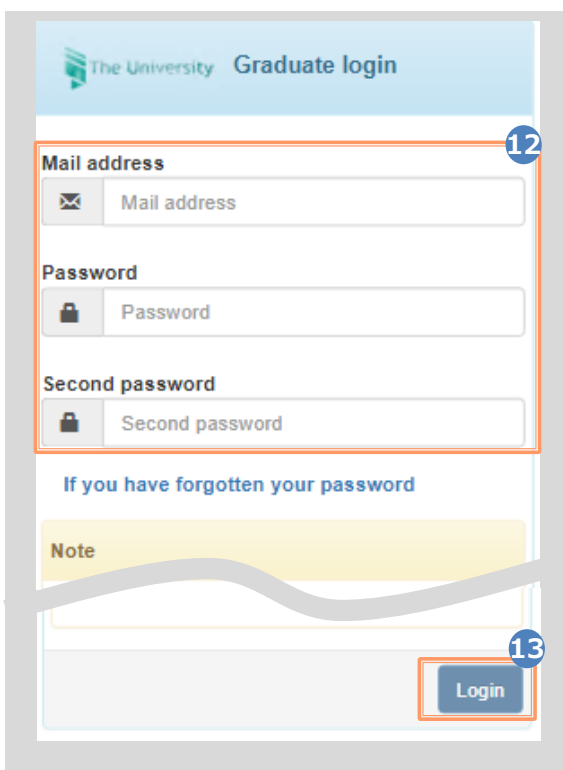 The University Graduate login
12
Mail address
Mail address
Password
Password
Second password
Second password
If you have forgotten your password
Note
13
Login